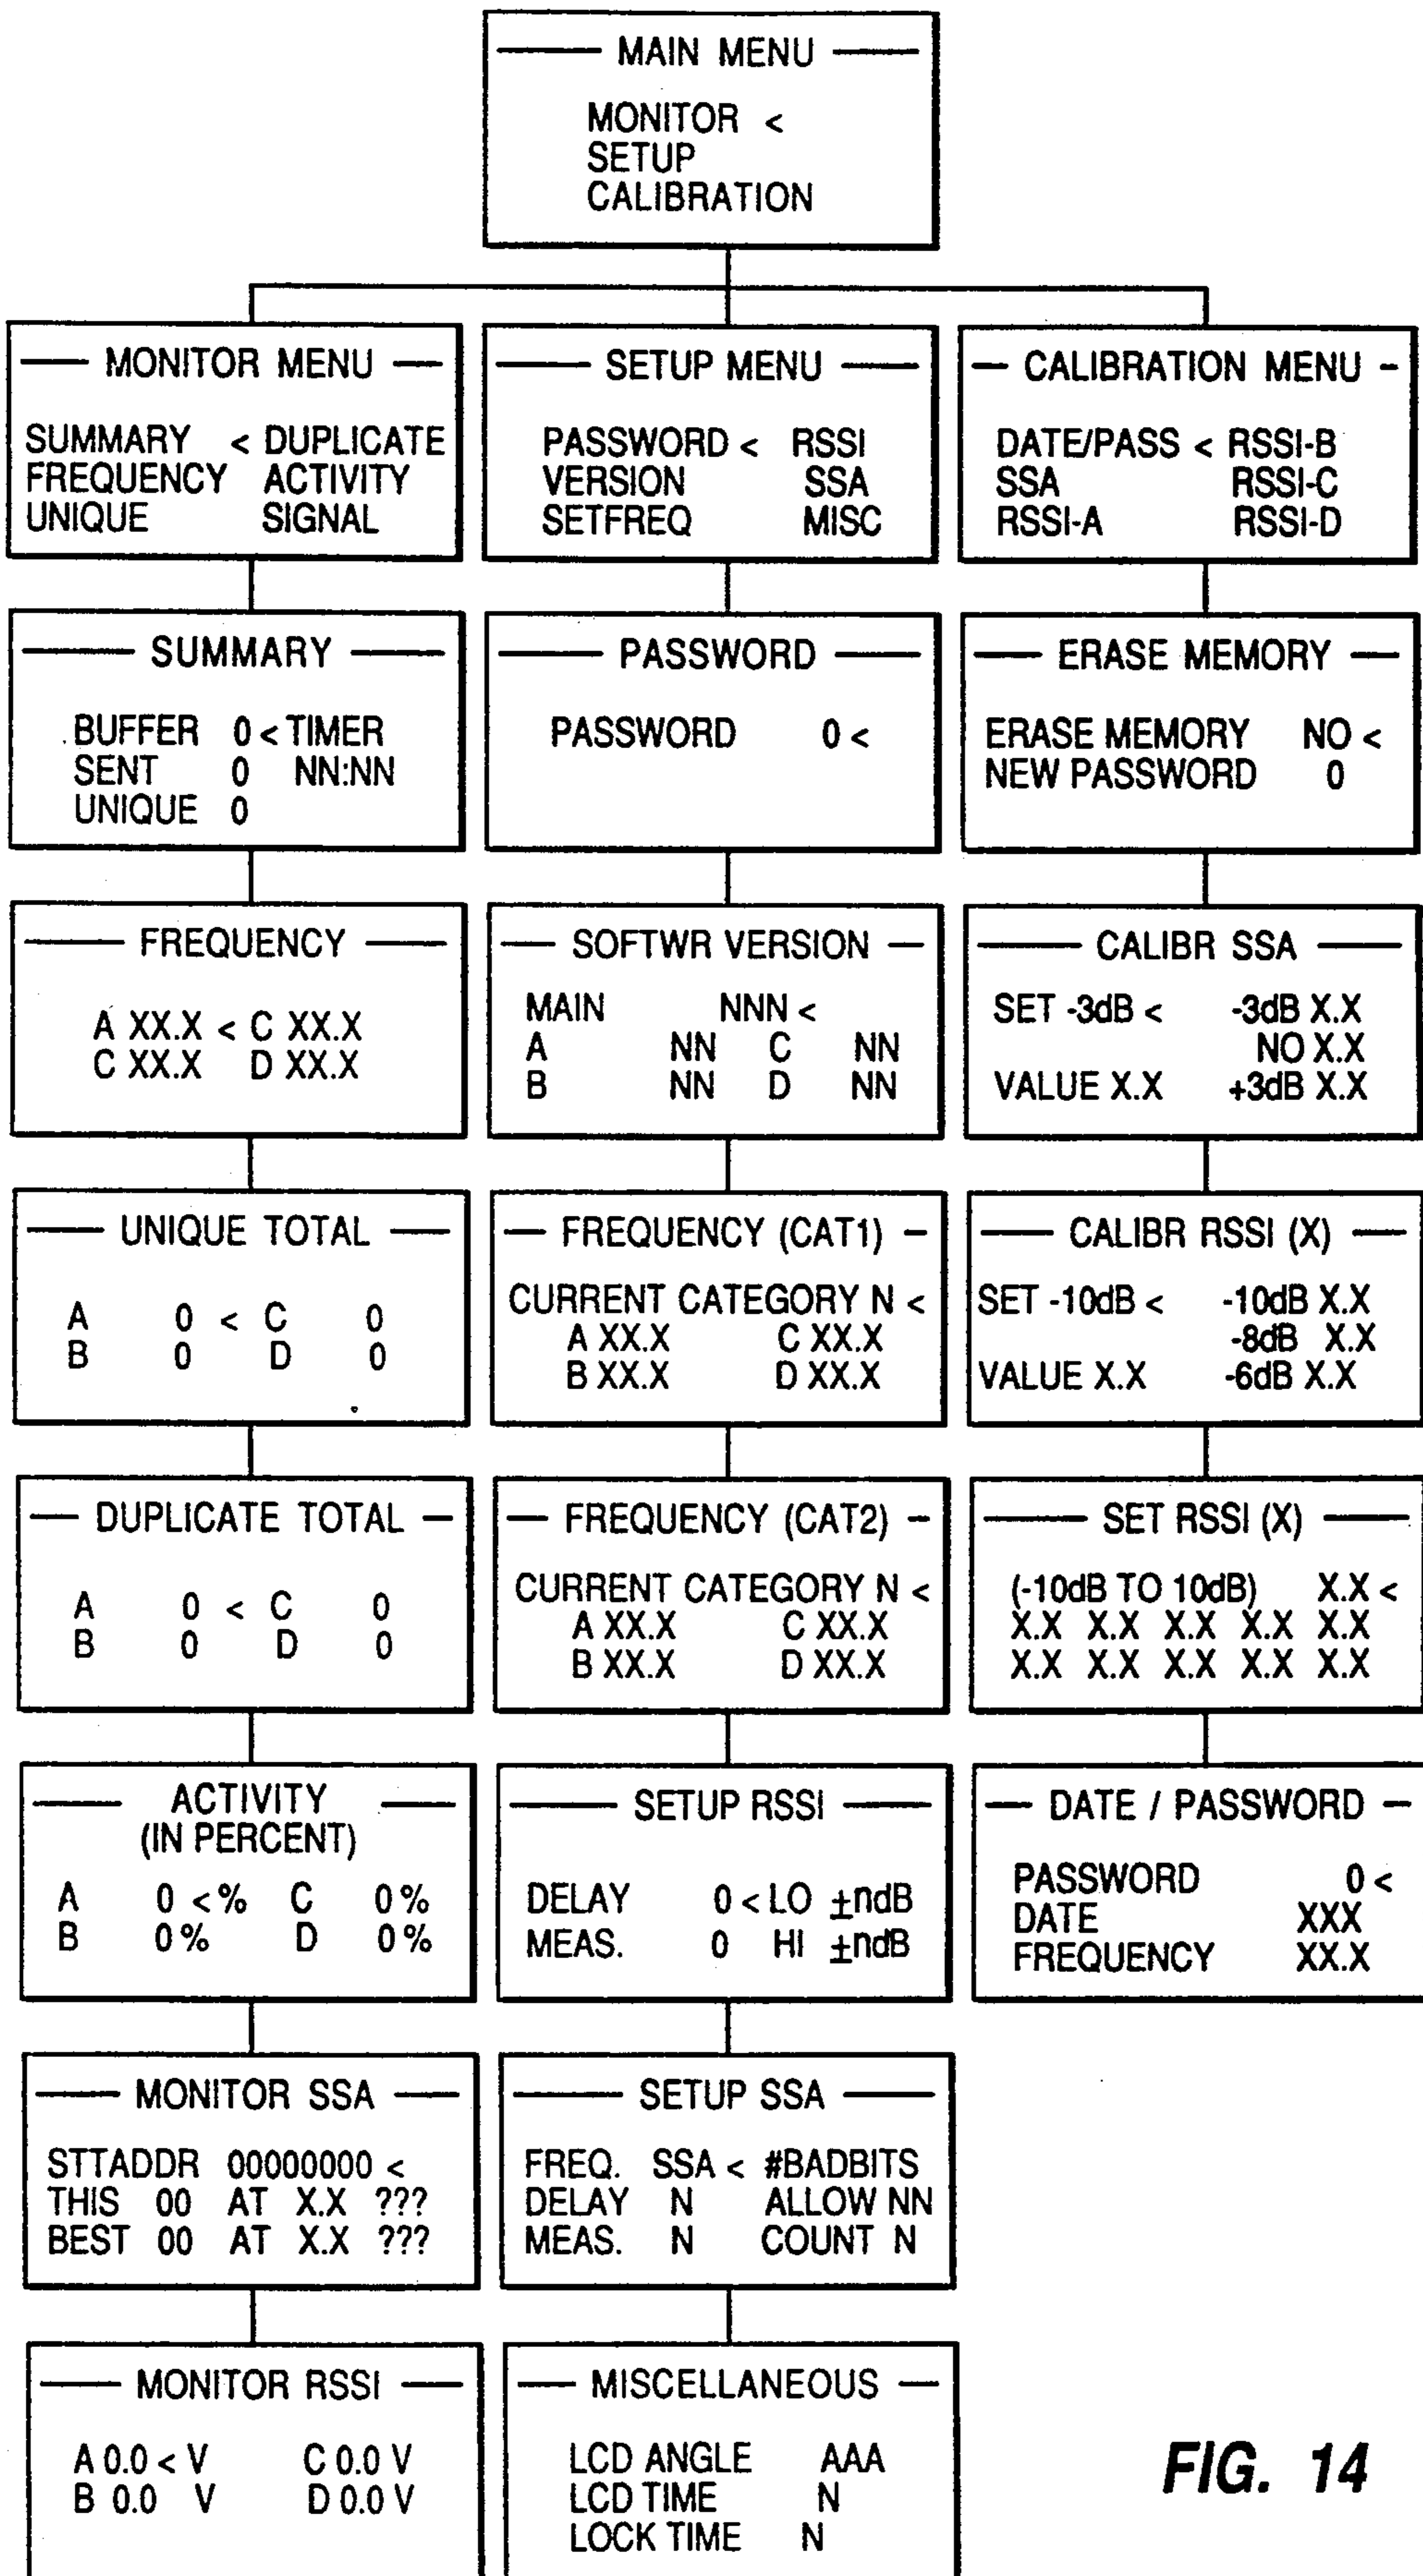 MAIN MENU
MONITOR <
SETUP
CALIBRATION
MONITOR MENU
SUMMARY < DUPLICATE
FREQUENCY ACTIVITY
UNIQUE SIGNAL
SETUP MENU
PASSWORD < RSSI
VERSION SSA
SETFREQ MISC
CALIBRATION MENU
DATE/PASS < RSSI-B
SSA RSSI-C
RSSI-A RSSI-D
SUMMARY
BUFFER 0 < TIMER
SENT 0 NN:NN
UNIQUE 0
PASSWORD
PASSWORD 0 <
ERASE MEMORY
ERASE MEMORY NO <
NEW PASSWORD 0
FREQUENCY
A XX.X < C XX.X
C XX.X D XX.X
SOFTWR VERSION
MAIN NNN <
A NN C NN
B NN D NN
CALIBR SSA
SET -3dB < -3dB X.X
NO X.X
VALUE X.X +3dB X.X
UNIQUE TOTAL
A 0 < C 0
B 0 D 0
FREQUENCY (CAT1)
CURRENT CATEGORY N <
A XX.X C XX.X
B XX.X D XX.X
CALIBR RSSI (X)
SET -10dB < -10dB X.X
-8dB X.X
VALUE X.X -6dB X.X
DUPLICATE TOTAL
A 0 < C 0
B 0 D 0
FREQUENCY (CAT2)
CURRENT CATEGORY N <
A XX.X C XX.X
B XX.X D XX.X
SET RSSI (X)
(-10dB TO 10dB) X.X <
X.X X.X X.X X.X X.X
X.X X.X X.X X.X X.X
ACTIVITY
(IN PERCENT)
A 0 < % C 0 %
B 0 % D 0 %
SETUP RSSI
DELAY 0 < LO ±ndB
MEAS. 0 HI ±ndB
DATE / PASSWORD
PASSWORD 0 <
DATE XXX
FREQUENCY XX.X
MONITOR SSA
STTADDR 00000000 <
THIS 00 AT X.X ???
BEST 00 AT X.X ???
SETUP SSA
FREQ. SSA < #BADBITS
DELAY N ALLOW NN
MEAS. N COUNT N
MONITOR RSSI
A 0.0 < V C 0.0 V
B 0.0 V D 0.0 V
MISCELLANEOUS
LCD ANGLE AAA
LCD TIME N
LOCK TIME N
FIG. 14